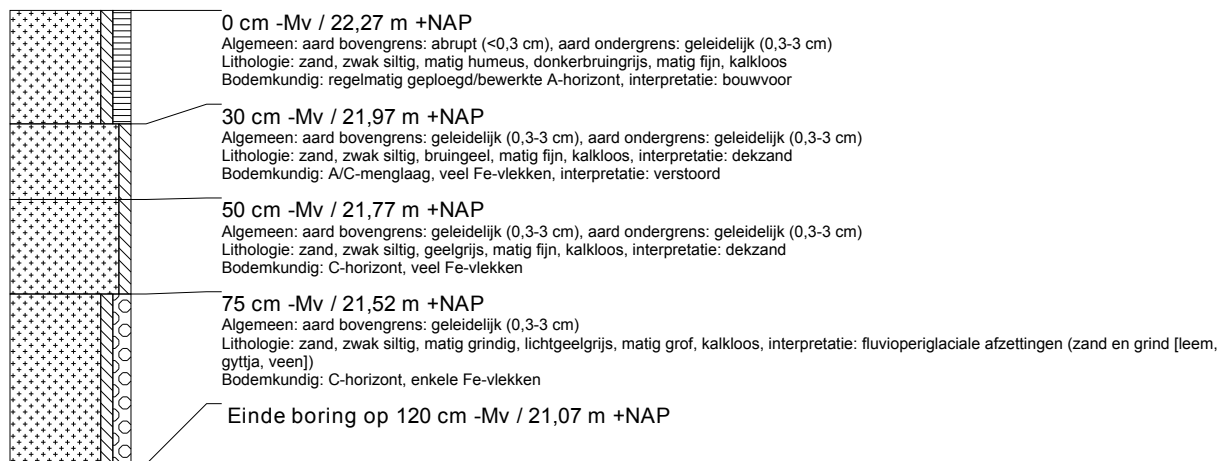 0 cm -Mv / 22,27 m +NAP
Algemeen: aard bovengrens: abrupt (<0,3 cm), aard ondergrens: geleidelijk (0,3-3 cm)
Lithologie: zand, zwak siltig, matig humeus, donkerbruingrijs, matig fijn, kalkloos
Bodemkundig: regelmatig geploegd/bewerkte A-horizont, interpretatie: bouwvoor
30 cm -Mv / 21,97 m +NAP
Algemeen: aard bovengrens: geleidelijk (0,3-3 cm), aard ondergrens: geleidelijk (0,3-3 cm)
Lithologie: zand, zwak siltig, bruingeel, matig fijn, kalkloos, interpretatie: dekzand
Bodemkundig: A/C-menglaag, veel Fe-vlekken, interpretatie: verstoord
50 cm -Mv / 21,77 m +NAP
Algemeen: aard bovengrens: geleidelijk (0,3-3 cm), aard ondergrens: geleidelijk (0,3-3 cm)
Lithologie: zand, zwak siltig, geelgrijs, matig fijn, kalkloos, interpretatie: dekzand
Bodemkundig: C-horizont, veel Fe-vlekken
75 cm -Mv / 21,52 m +NAP
Algemeen: aard bovengrens: geleidelijk (0,3-3 cm)
Lithologie: zand, zwak siltig, matig grindig, lichtgeelgrijs, matig grof, kalkloos, interpretatie: fluvioperiglaciale afzettingen (zand en grind [leem,
gyttja, veen])
Bodemkundig: C-horizont, enkele Fe-vlekken
Einde boring op 120 cm -Mv / 21,07 m +NAP